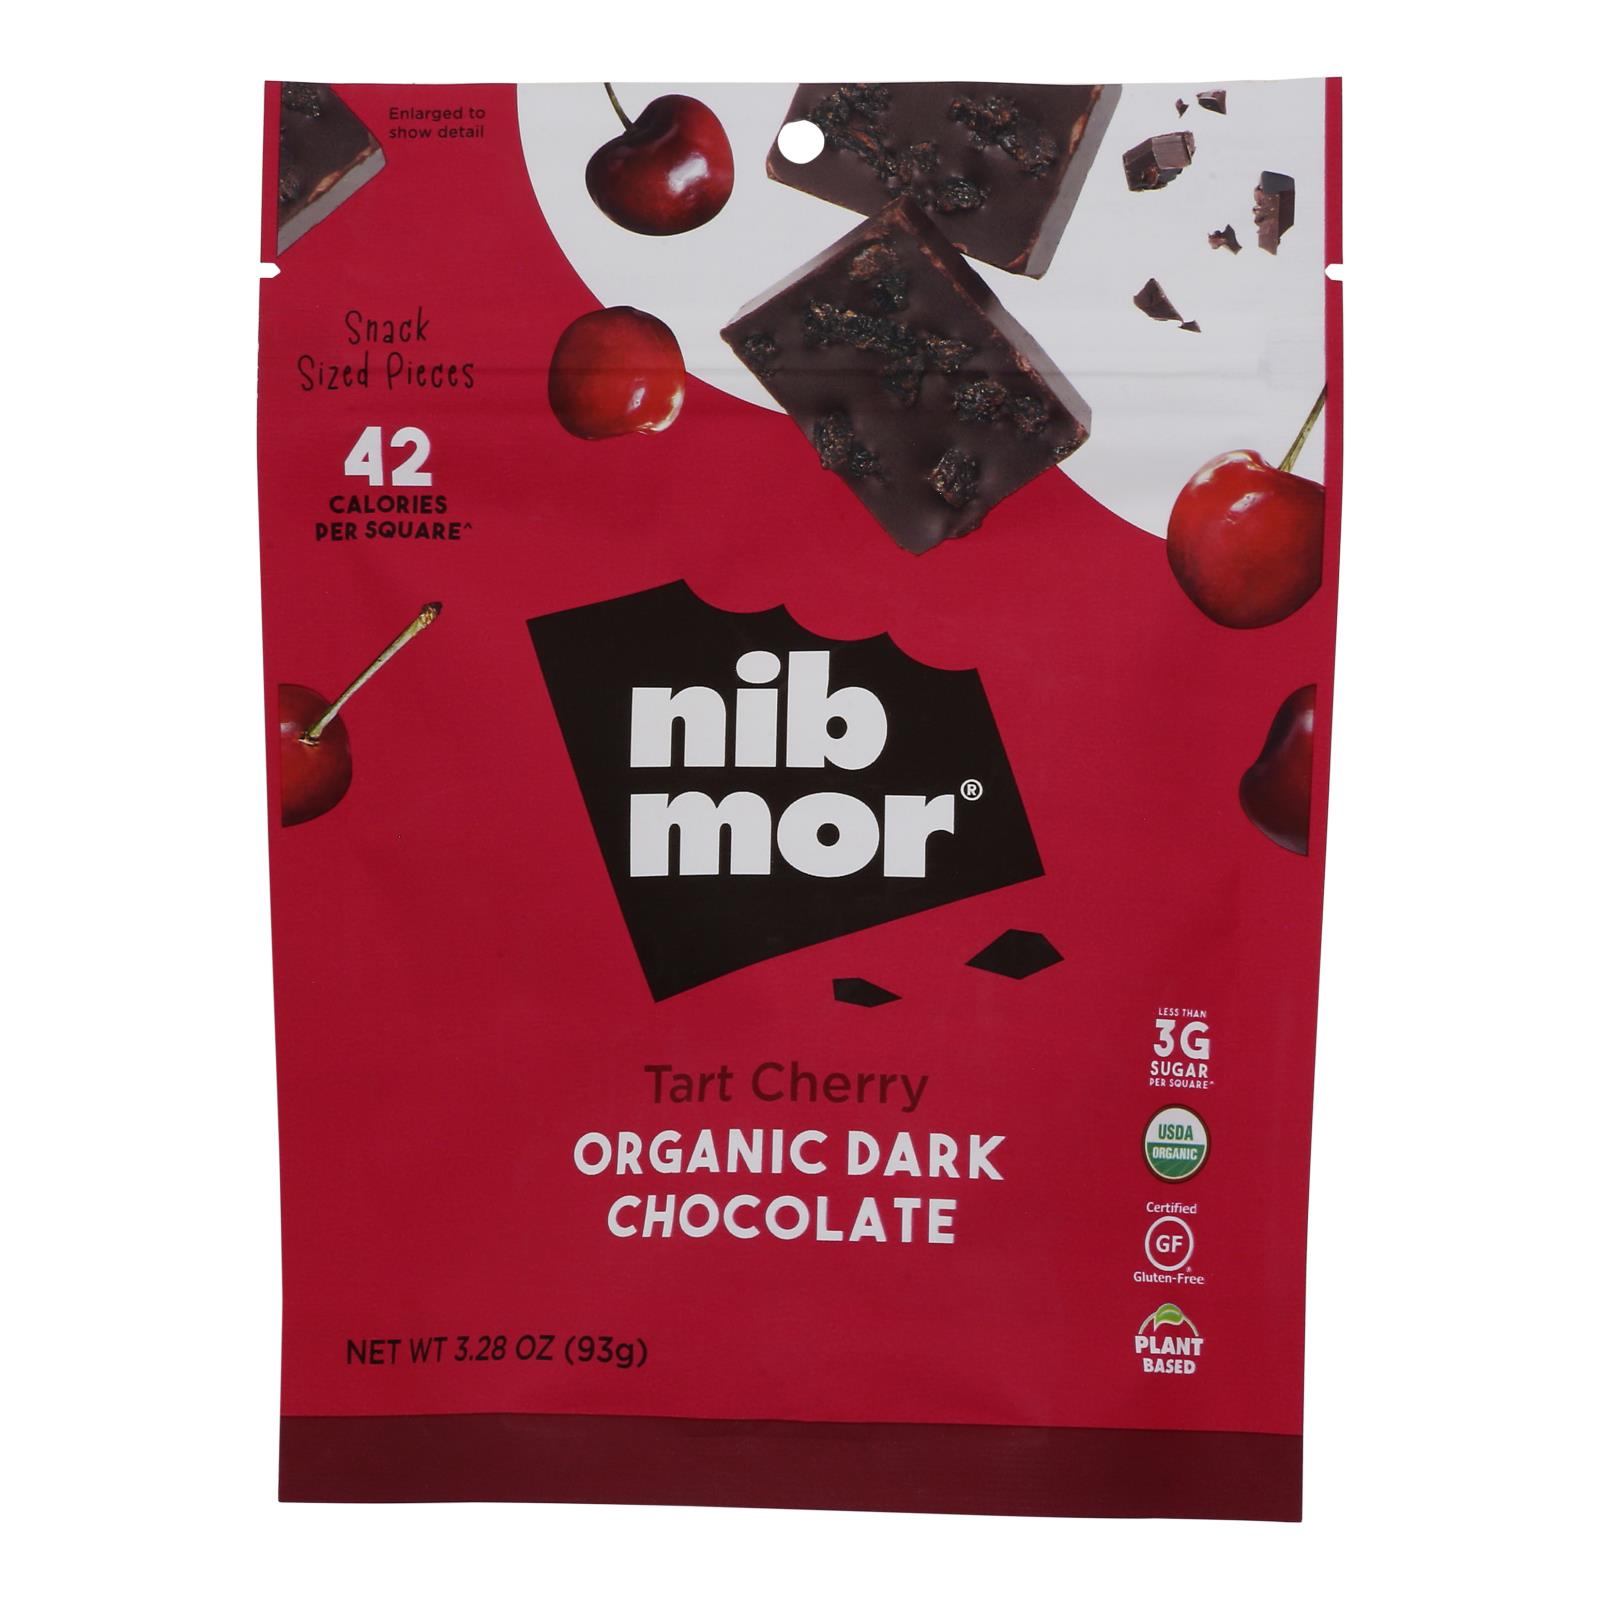 Enlarged to
show detail
Snack
Sized Pieces
42
CALORIES
PER SQUARE^
nib
mor®
Tart Cherry
ORGANIC DARK
CHOCOLATE
NET WT 3.28 OZ (93g)
LESS THAN
3G
SUGAR
PER SQUARE^
USDA
ORGANIC
Certified
GF
Gluten-Free
PLANT
BASED